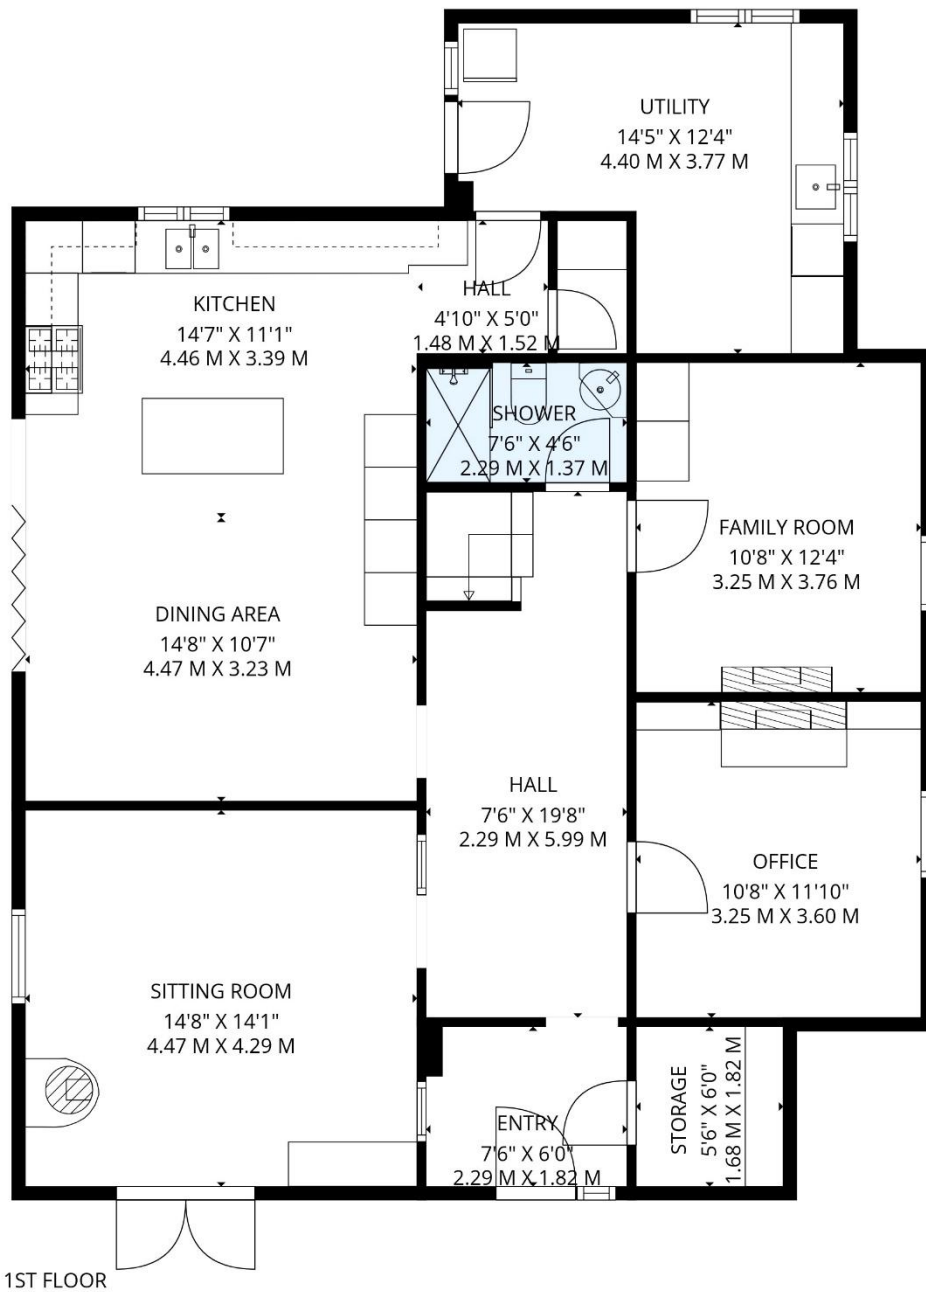 UTILITY
14'5" X 12'4"
4.40 M X 3.77 M
KITCHEN
14'7" X 11'1"
4.46 M X 3.39 M
HALL
4'10" X 5'0"
1.48 M X 1.52 M
SHOWER
7'6" X 4'6"
2.29 M X 1.37 M
FAMILY ROOM
10'8" X 12'4"
3.25 M X 3.76 M
DINING AREA
14'8" X 10'7"
4.47 M X 3.23 M
HALL
7'6" X 19'8"
2.29 M X 5.99 M
OFFICE
10'8" X 11'10"
3.25 M X 3.60 M
SITTING ROOM
14'8" X 14'1"
4.47 M X 4.29 M
ENTRY
7'6" X 6'0"
2.29 M X 1.82 M
STORAGE
5'6" X 6'0"
1.68 M X 1.82 M
1ST FLOOR